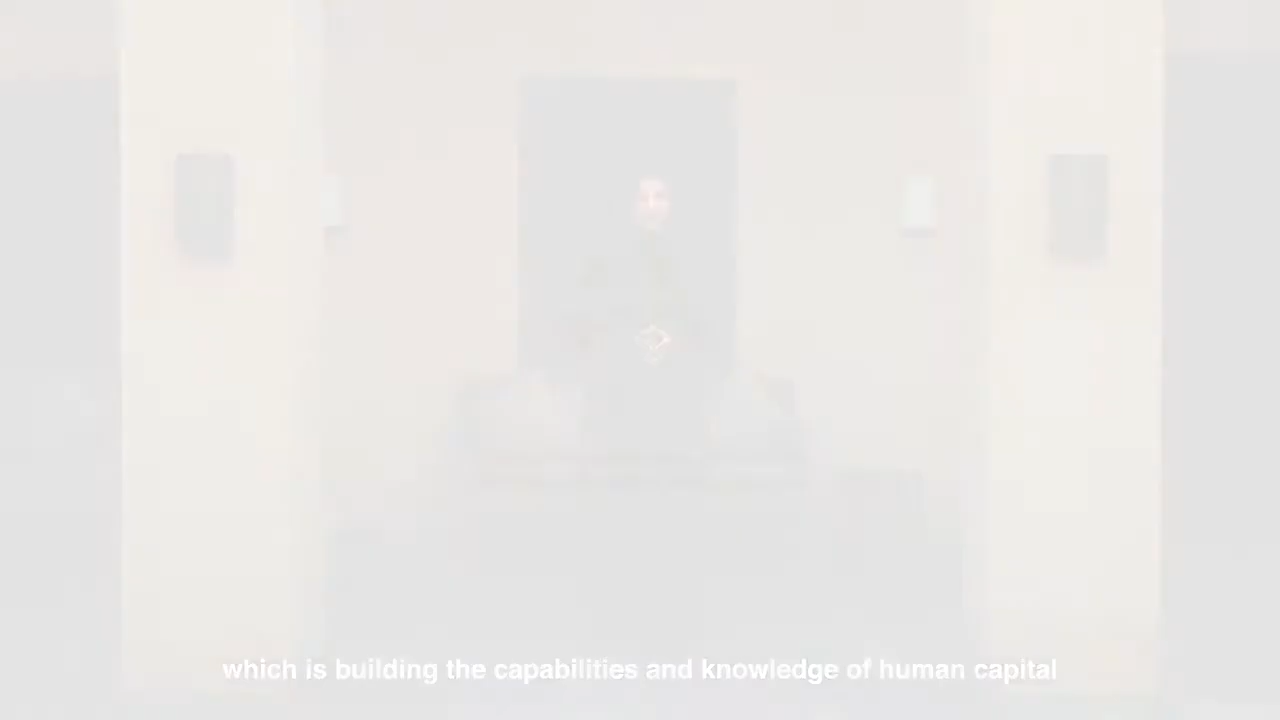 which is building the capabilities and knowledge of human capital